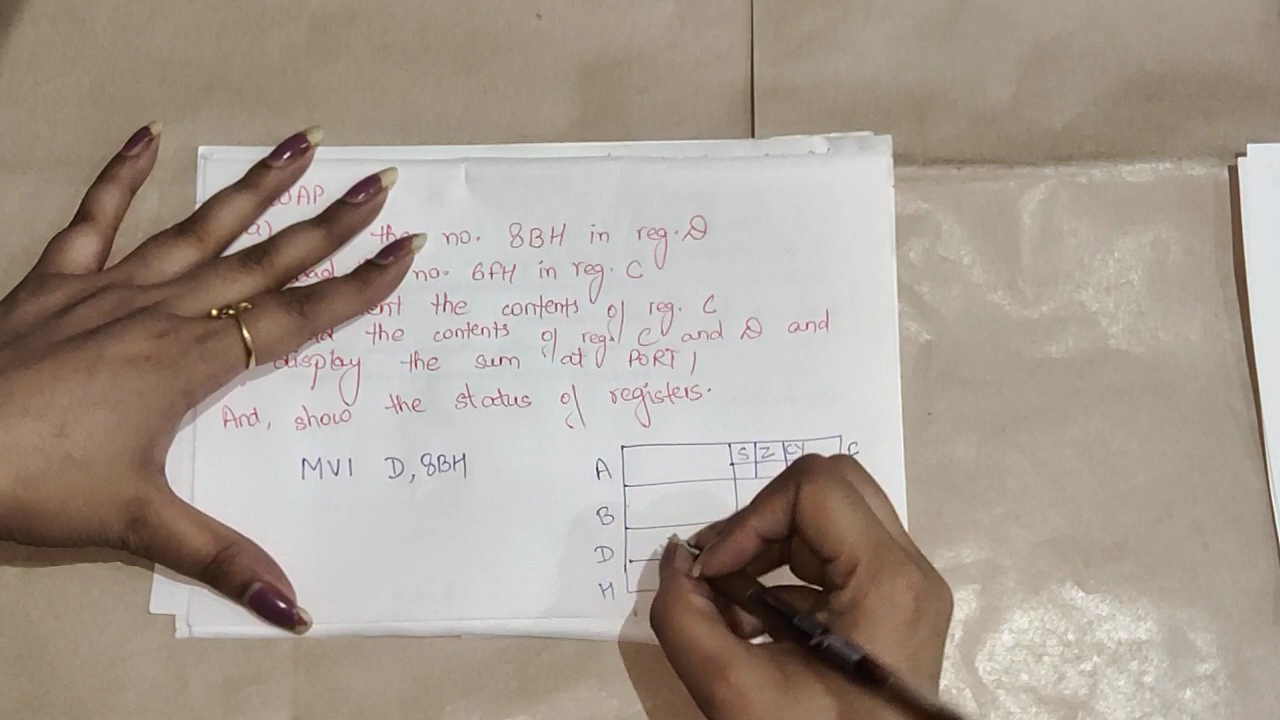 OAP
a) the no. 8BH in reg. D
no. 6FH in reg. C
the contents of reg. C
the contents of reg. C and D and
display the sum at PORT 1
And, show the status of registers.
MVI D, 8BH
A S Z CY
B
D
H